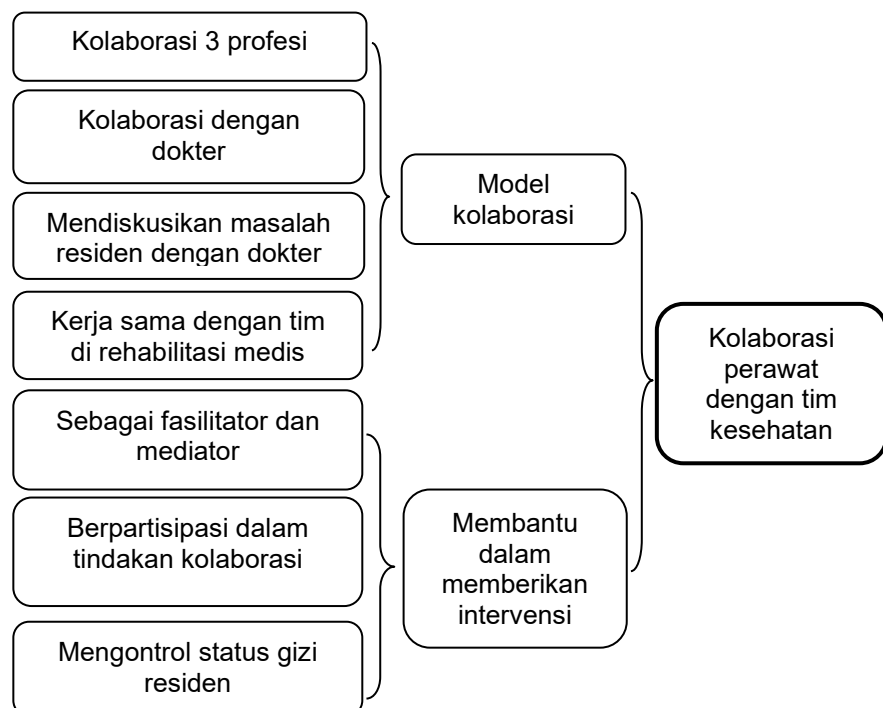 Kolaborasi 3 profesi
Kolaborasi dengan
dokter
Mendiskusikan masalah
residen dengan dokter
Kerja sama dengan tim
di rehabilitasi medis
Sebagai fasilitator dan
mediator
Berpartisipasi dalam
tindakan kolaborasi
Mengontrol status gizi
residen
Model
kolaborasi
Membantu
dalam
memberikan
intervensi
Kolaborasi
perawat
dengan tim
kesehatan